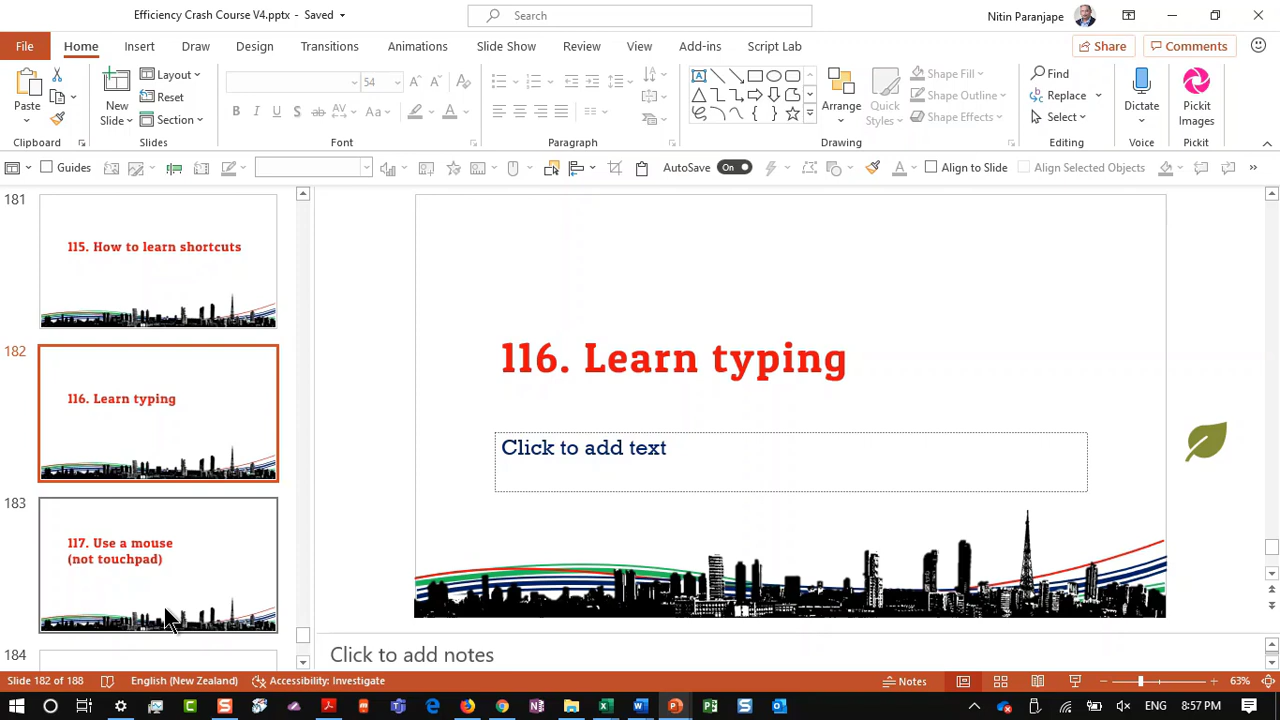 Efficiency Crash Course V4.pptx - Saved
Search
Nitin Paranjape
File Home Insert Draw Design Transitions Animations Slide Show Review View Add-ins Script Lab Share Comments
Paste
Clipboard
New Slide
Layout
Reset
Section
Slides
54
B I U S ab AV Aa A
Font
Paragraph
Arrange
Quick Styles
Shape Fill
Shape Outline
Shape Effects
Drawing
Find
Replace
Select
Editing
Dictate
Voice
Pickit Images
Pickit
Guides AutoSave On Align to Slide Align Selected Objects
181
115. How to learn shortcuts
182
116. Learn typing
183
117. Use a mouse
(not touchpad)
184
116. Learn typing
Click to add text
Click to add notes
Slide 182 of 188 English (New Zealand) Accessibility: Investigate Notes 63%
8:57 PM